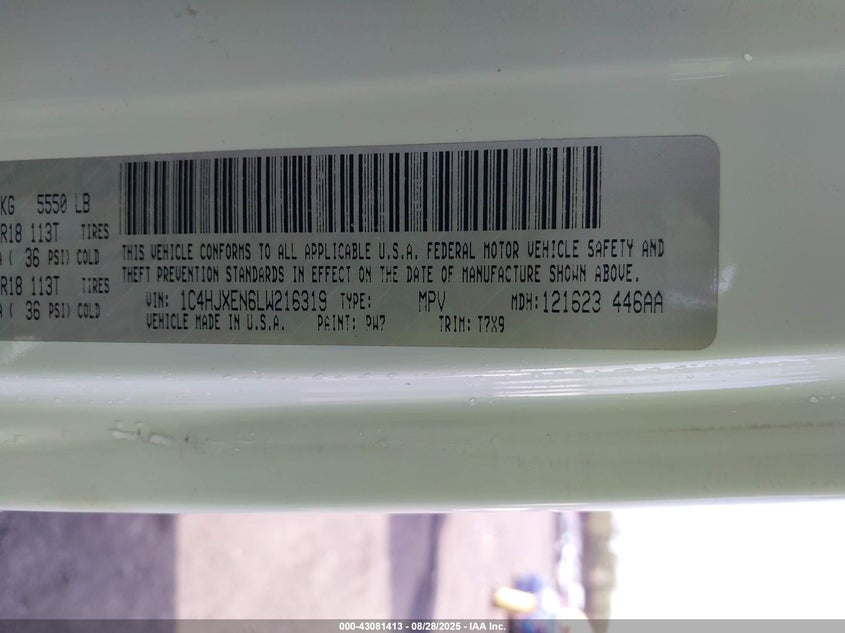 KG 5550 LB
R18 113T TIRES
( 36 PSI) COLD
R18 113T TIRES
( 36 PSI) COLD
THIS VEHICLE CONFORMS TO ALL APPLICABLE U.S.A. FEDERAL MOTOR VEHICLE SAFETY AND
THEFT PREVENTION STANDARDS IN EFFECT ON THE DATE OF MANUFACTURE SHOWN ABOVE.
VIN: 1C4HJXEN6LW216319 TYPE: MPV MDH: 121623 446AA
VEHICLE MADE IN U.S.A. PAINT: PW7 TRIM: T7X9
000-43081413 - 08/28/2025 - IAA Inc.